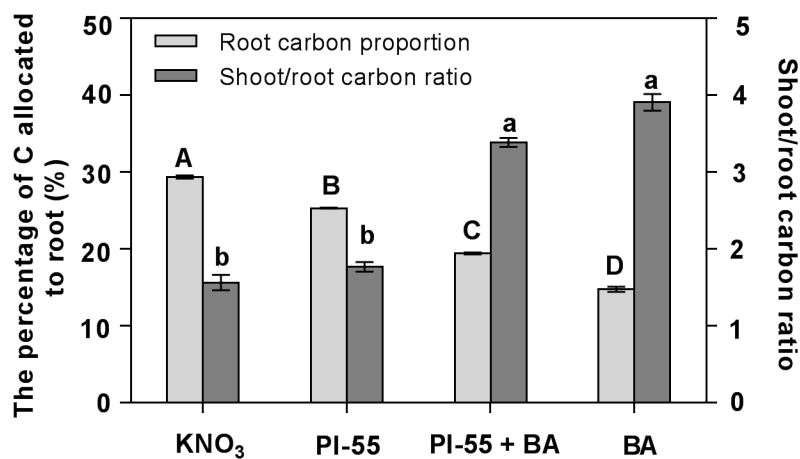 The percentage of C allocated
to root (%)
50
40
30
20
10
0
Root carbon proportion
Shoot/root carbon ratio
A
b
B
b
C
a
D
a
5
4
3
2
1
0
Shoot/root carbon ratio
KNO₃
PI-55
PI-55 + BA
BA